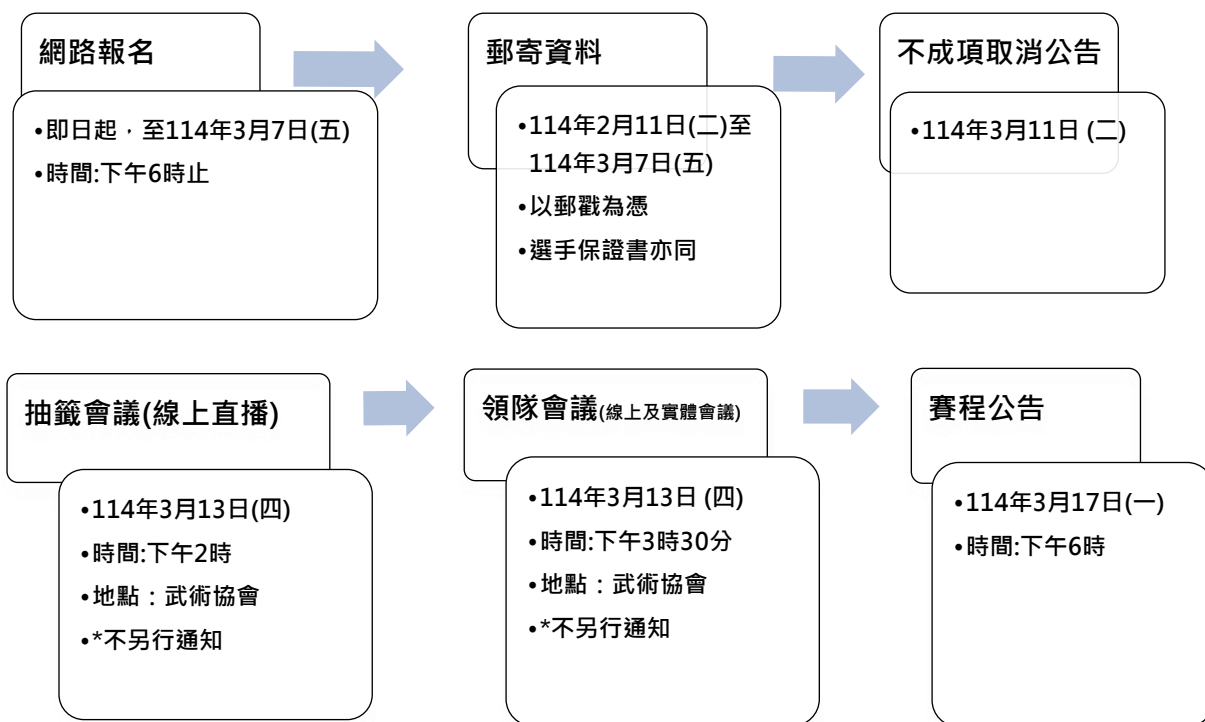 網路報名
•即日起，至114年3月7日(五)
•時間:下午6時止
郵寄資料
•114年2月11日(二)至
114年3月7日(五)
•以郵戳為憑
•選手保證書亦同
不成項取消公告
•114年3月11日 (二)
抽籤會議(線上直播)
•114年3月13日(四)
•時間:下午2時
•地點：武術協會
•*不另行通知
領隊會議(線上及實體會議)
•114年3月13日 (四)
•時間:下午3時30分
•地點：武術協會
•*不另行通知
賽程公告
•114年3月17日(一)
•時間:下午6時